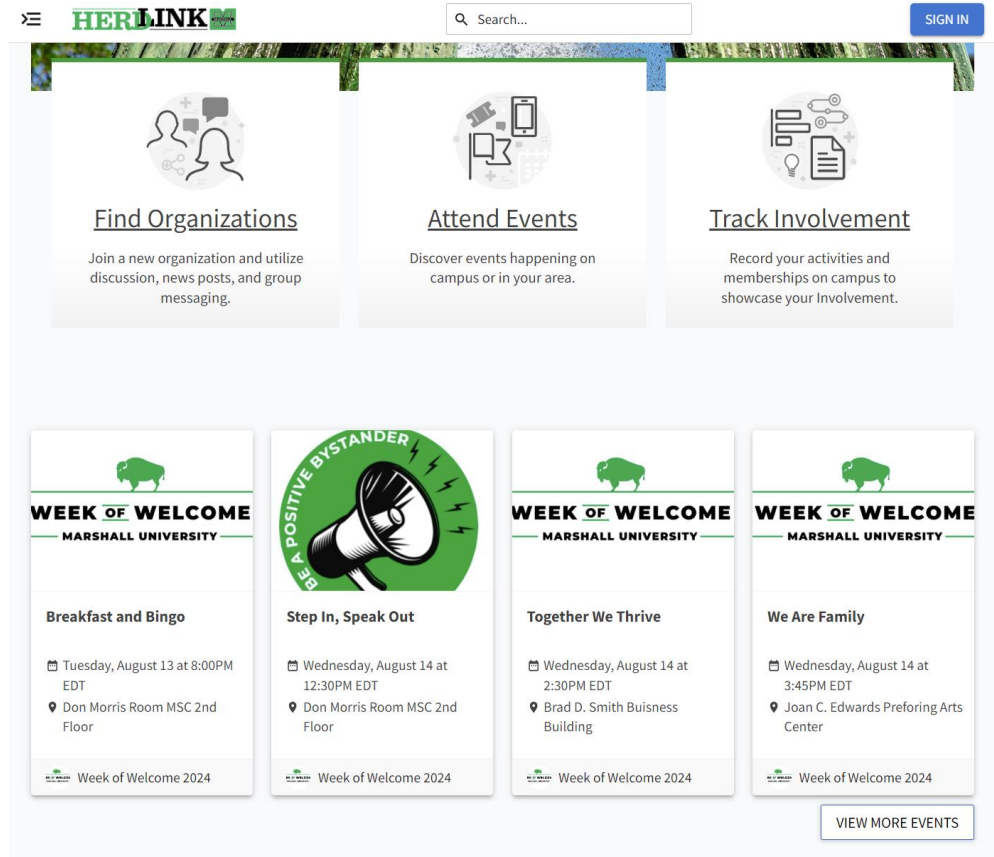 HERDLINK
Search...
SIGN IN
Find Organizations
Join a new organization and utilize
discussion, news posts, and group
messaging.
Attend Events
Discover events happening on
campus or in your area.
Track Involvement
Record your activities and
memberships on campus to
showcase your Involvement.
WEEK OF WELCOME
MARSHALL UNIVERSITY
Breakfast and Bingo
Tuesday, August 13 at 8:00PM
EDT
Don Morris Room MSC 2nd
Floor
Week of Welcome 2024
BE A POSITIVE BYSTANDER
Step In, Speak Out
Wednesday, August 14 at
12:30PM EDT
Don Morris Room MSC 2nd
Floor
Week of Welcome 2024
WEEK OF WELCOME
MARSHALL UNIVERSITY
Together We Thrive
Wednesday, August 14 at
2:30PM EDT
Brad D. Smith Buisness
Building
Week of Welcome 2024
WEEK OF WELCOME
MARSHALL UNIVERSITY
We Are Family
Wednesday, August 14 at
3:45PM EDT
Joan C. Edwards Preforing Arts
Center
Week of Welcome 2024
VIEW MORE EVENTS